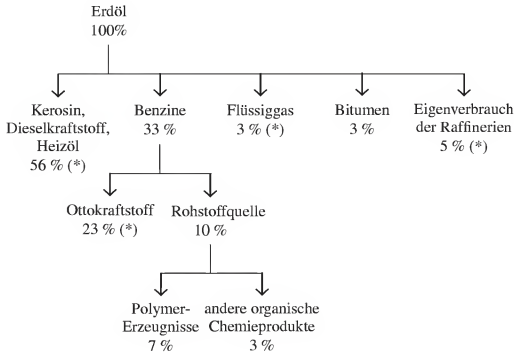 Erdöl
100%
Kerosin,
Dieselkraftstoff,
Heizöl
56 % (*)
Benzine
33 %
Flüssiggas
3 % (*)
Bitumen
3 %
Eigenverbrauch
der Raffinerien
5 % (*)
Ottokraftstoff
23 % (*)
Rohstoffquelle
10 %
Polymer-
Erzeugnisse
7 %
andere organische
Chemieprodukte
3 %